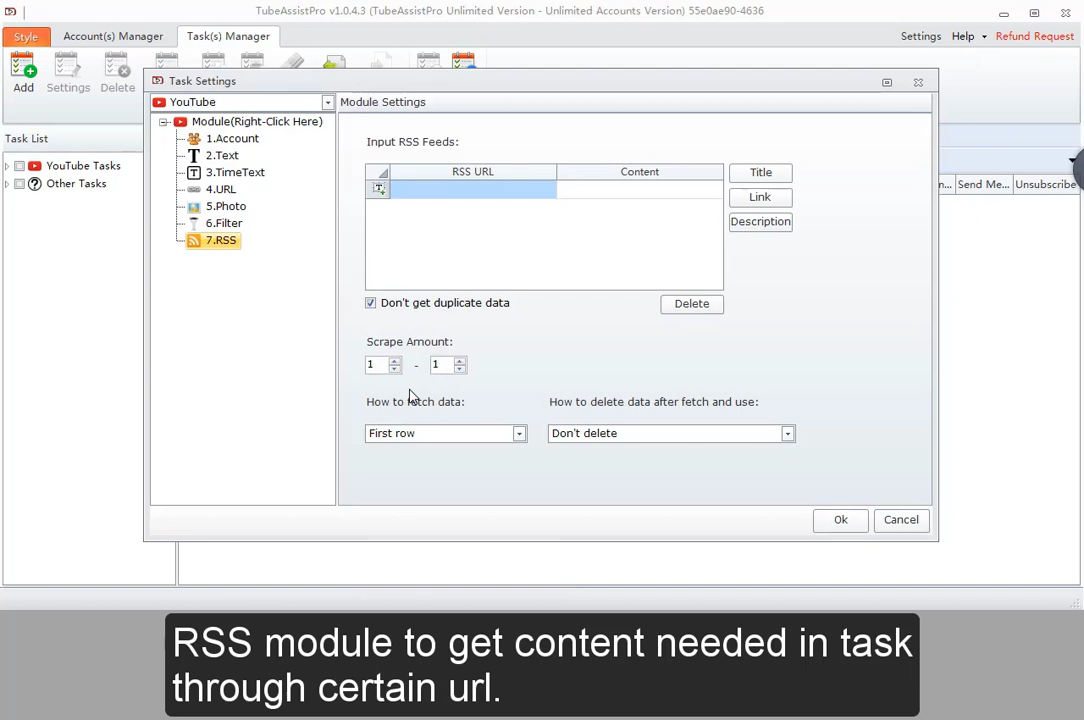 TubeAssistPro v1.0.4.3 (TubeAssistPro Unlimited Version - Unlimited Accounts Version) 55e0ae90-4636
Style
Account(s) Manager
Task(s) Manager
Settings
Help
Refund Request
Add
Settings
Delete
Task Settings
YouTube
Module Settings
Task List
YouTube Tasks
Other Tasks
Module(Right-Click Here)
1.Account
2.Text
3.TimeText
4.URL
5.Photo
6.Filter
7.RSS
Input RSS Feeds:
RSS URL
Content
Title
Link
Description
Don't get duplicate data
Delete
Scrape Amount:
1 - 1
How to fetch data:
How to delete data after fetch and use:
First row
Don't delete
Ok
Cancel
Send Me...
Unsubscribe
RSS module to get content needed in task
through certain url.